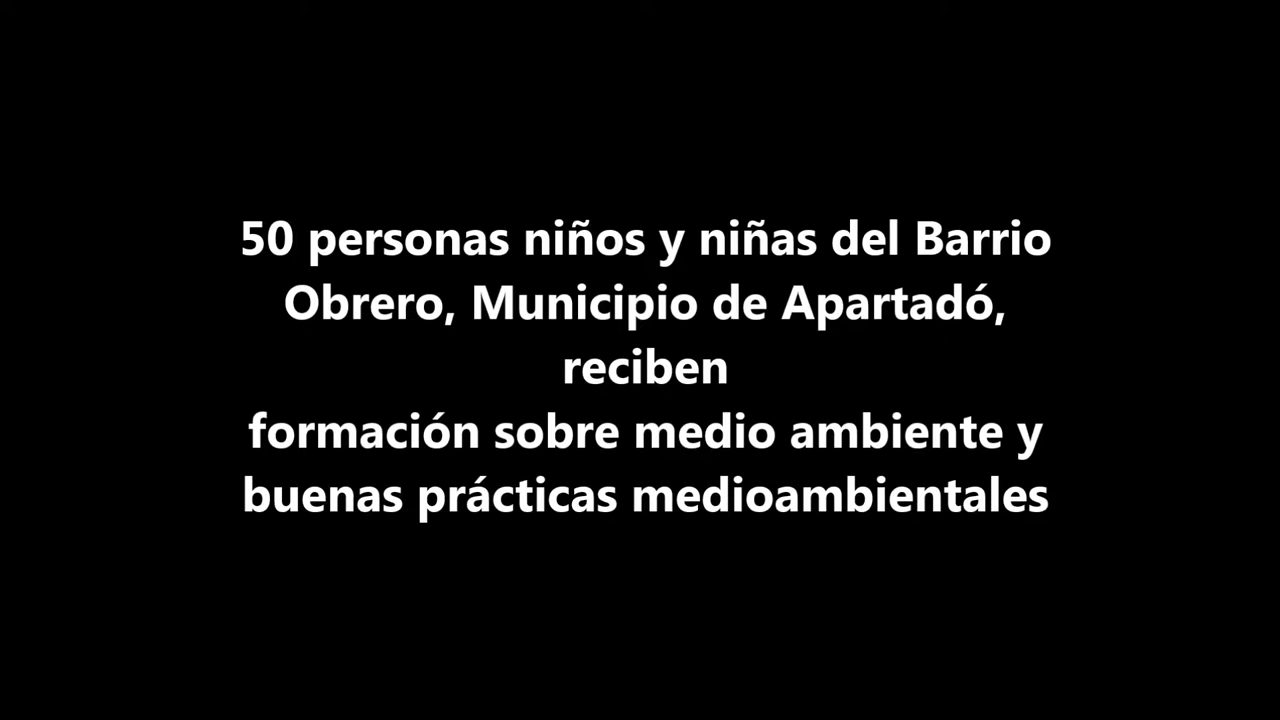 50 personas niños y niñas del Barrio
Obrero, Municipio de Apartadó,
reciben
formación sobre medio ambiente y
buenas prácticas medioambientales